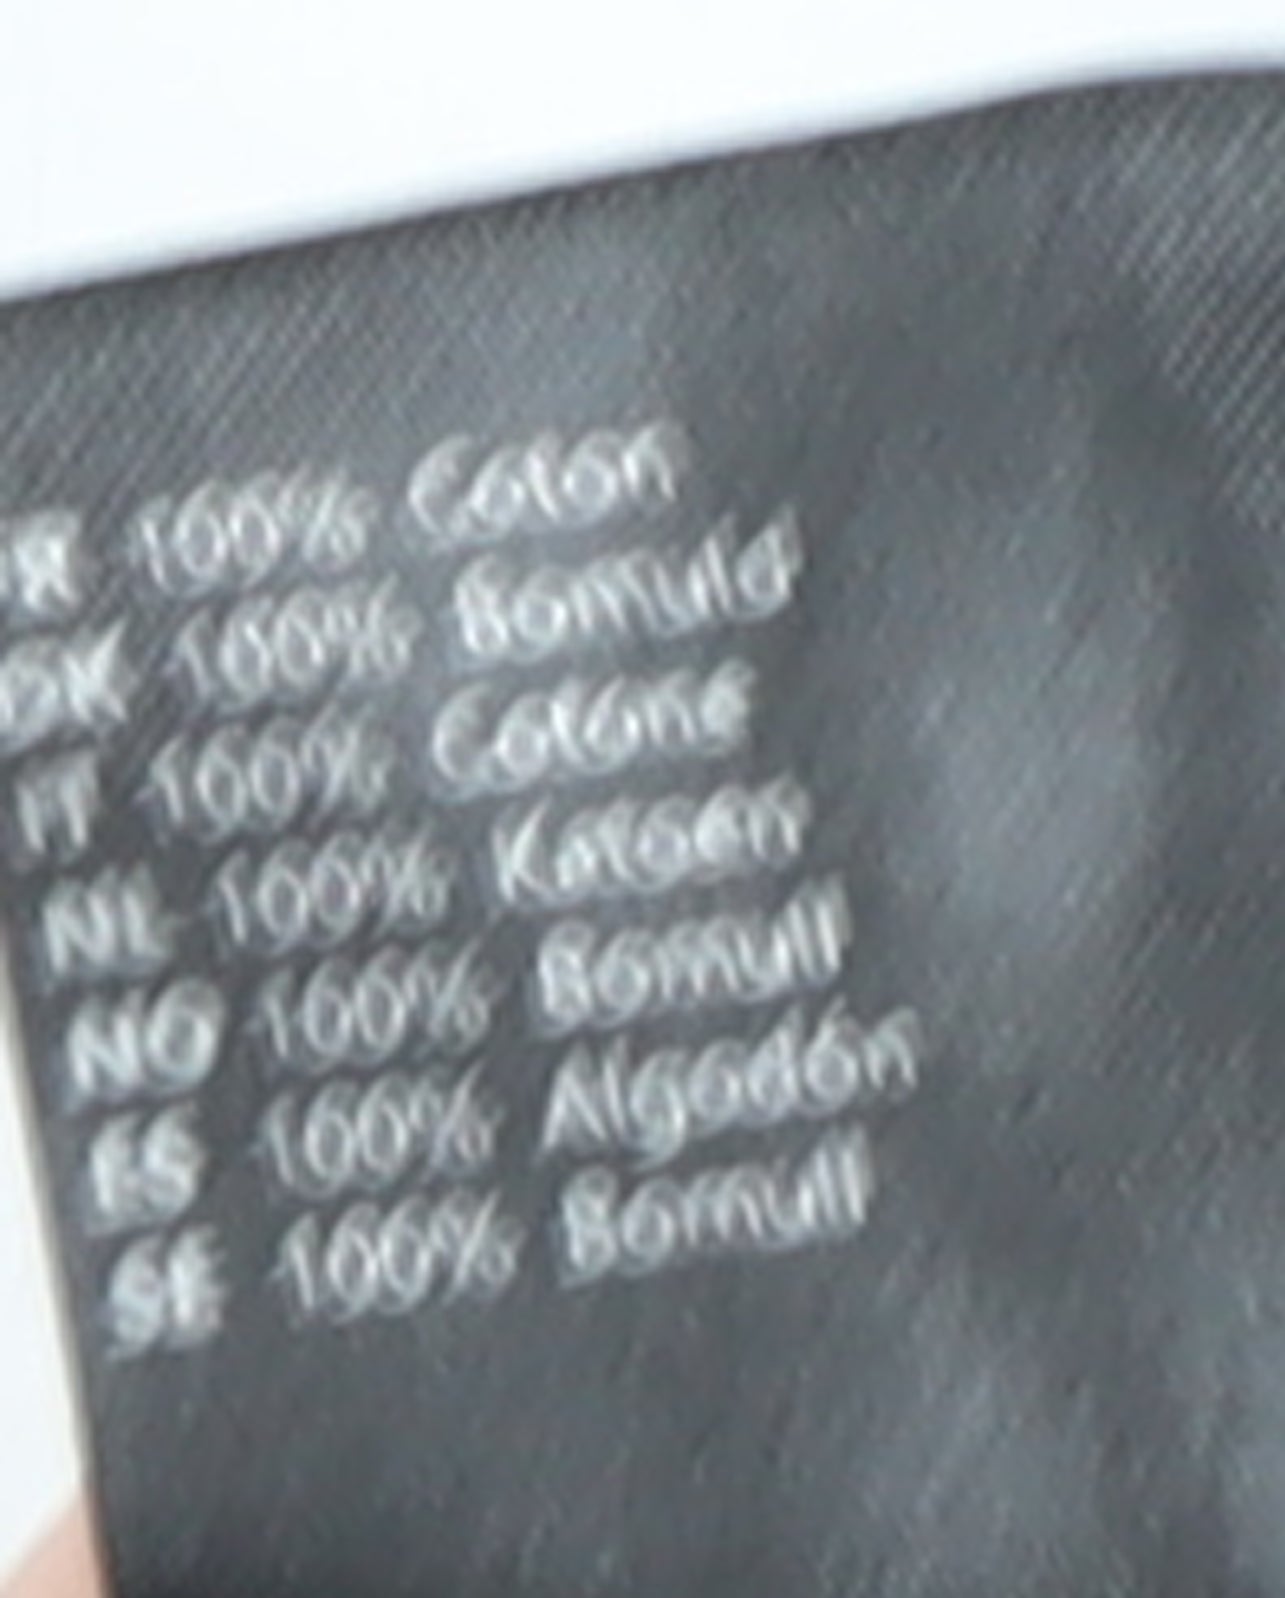 FR 100% Coton
DK 100% Bomuld
IT 100% Cotone
NL 100% Katoen
NO 100% Bomull
ES 100% Algodón
SE 100% Bomull